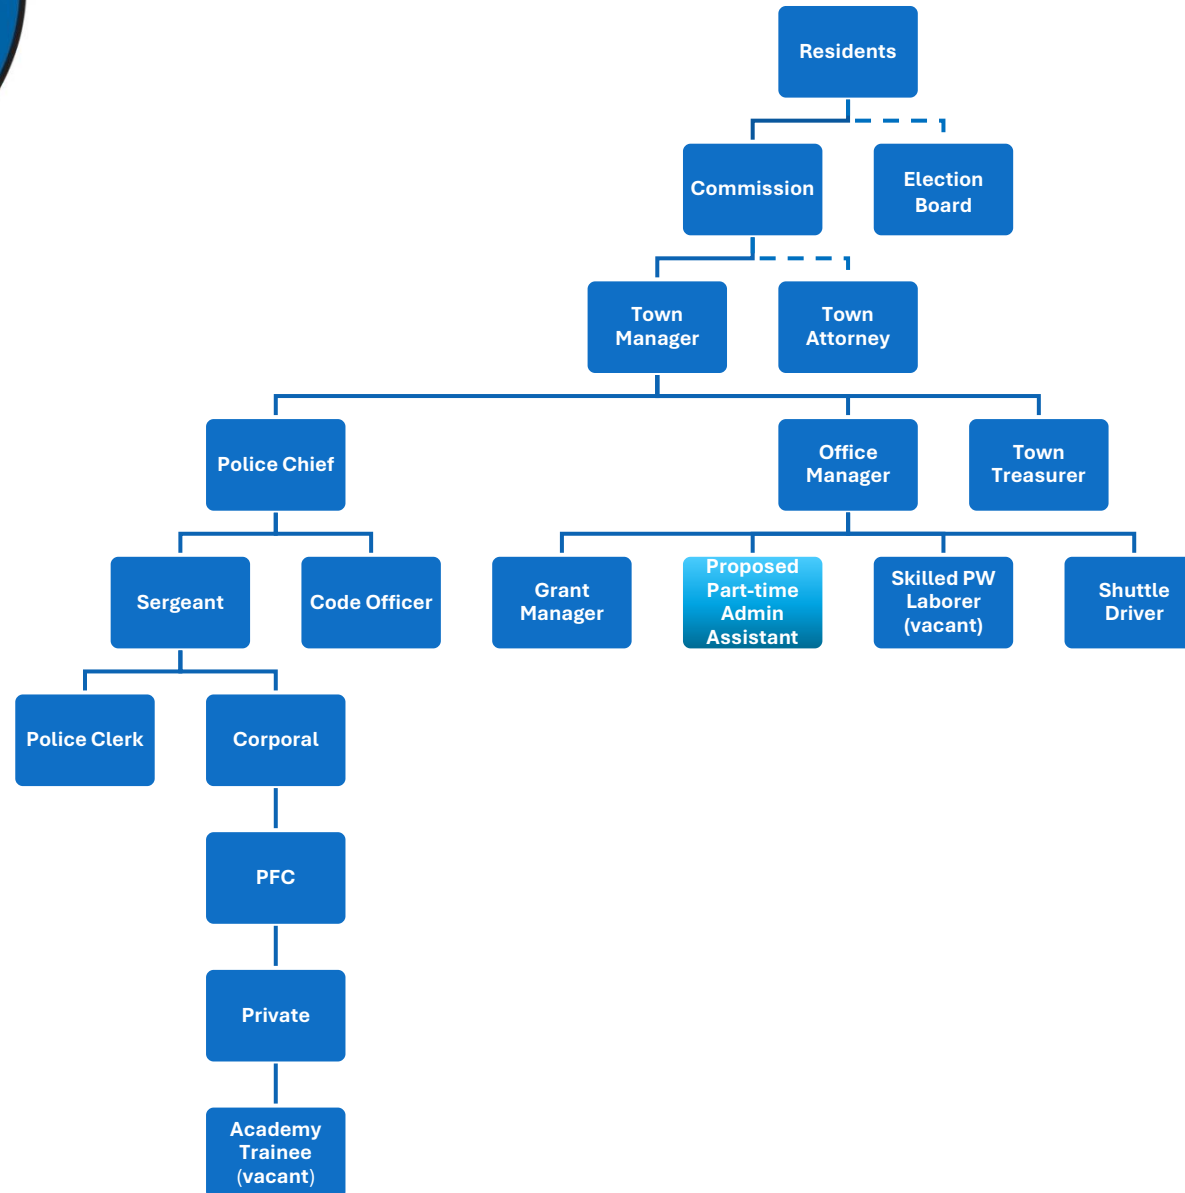 Residents
Commission
Election
Board
Town
Manager
Town
Attorney
Police Chief
Office
Manager
Town
Treasurer
Sergeant
Code Officer
Grant
Manager
Proposed
Part-time
Admin
Assistant
Skilled PW
Laborer
(vacant)
Shuttle
Driver
Police Clerk
Corporal
PFC
Private
Academy
Trainee
(vacant)